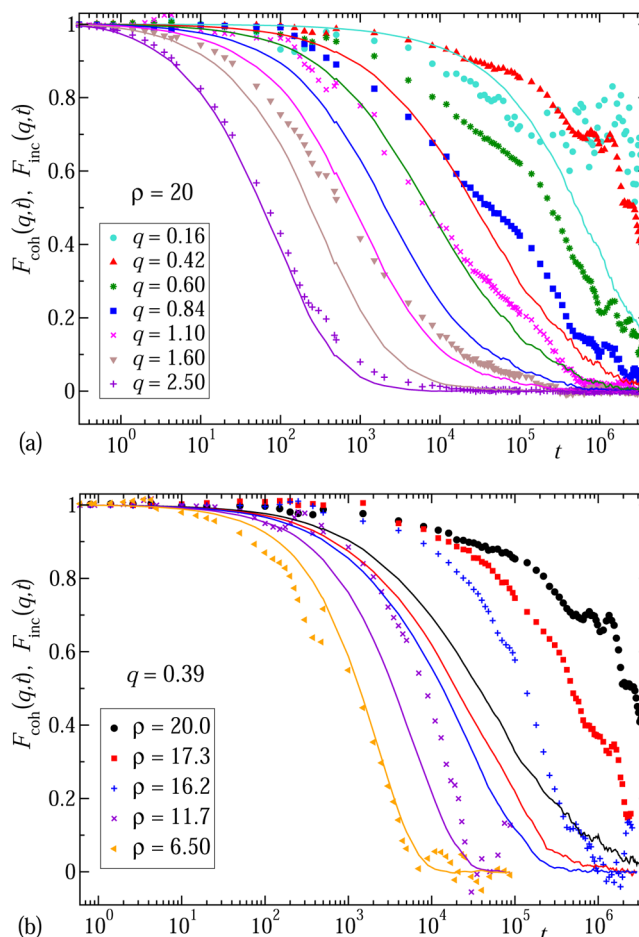 1
0.8
0.6
0.4
0.2
0
F_coh(q,t), F_inc(q,t)
ρ = 20
q = 0.16
q = 0.42
q = 0.60
q = 0.84
q = 1.10
q = 1.60
q = 2.50
10^0 10^1 10^2 10^3 10^4 10^5 10^6
t
(a)
1
0.8
0.6
0.4
0.2
0
F_coh(q,t), F_inc(q,t)
q = 0.39
ρ = 20.0
ρ = 17.3
ρ = 16.2
ρ = 11.7
ρ = 6.50
10^0 10^1 10^2 10^3 10^4 10^5 10^6
t
(b)